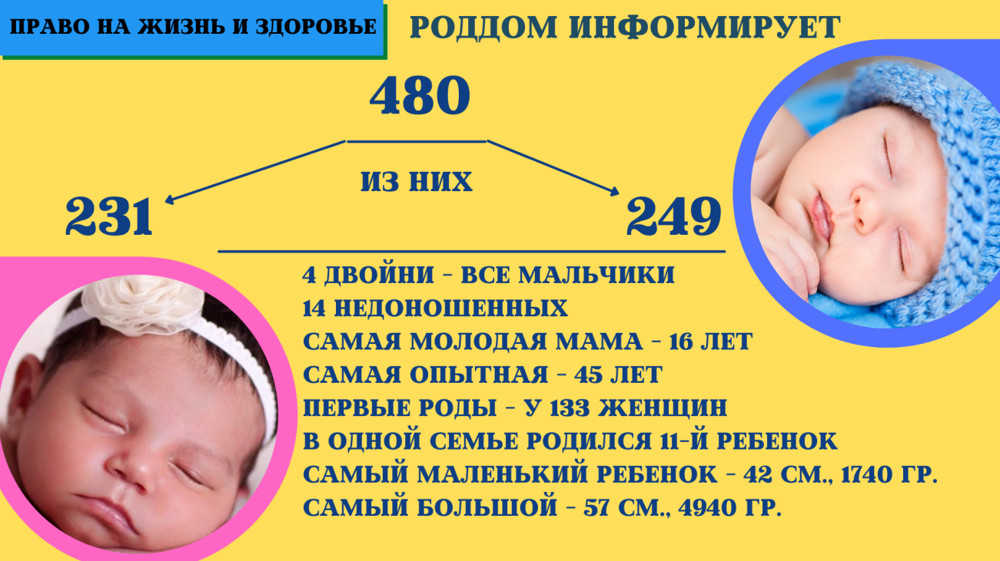 ПРАВО НА ЖИЗНЬ И ЗДОРОВЬЕ
РОДДОМ ИНФОРМИРУЕТ
480
ИЗ НИХ
231
249
4 ДВОЙНИ - ВСЕ МАЛЬЧИКИ
14 НЕДОНОШЕННЫХ
САМАЯ МОЛОДАЯ МАМА - 16 ЛЕТ
САМАЯ ОПЫТНАЯ - 45 ЛЕТ
ПЕРВЫЕ РОДЫ - У 133 ЖЕНЩИН
В ОДНОЙ СЕМЬЕ РОДИЛСЯ 11-Й РЕБЕНОК
САМЫЙ МАЛЕНЬКИЙ РЕБЕНОК - 42 СМ., 1740 ГР.
САМЫЙ БОЛЬШОЙ - 57 СМ., 4940 ГР.